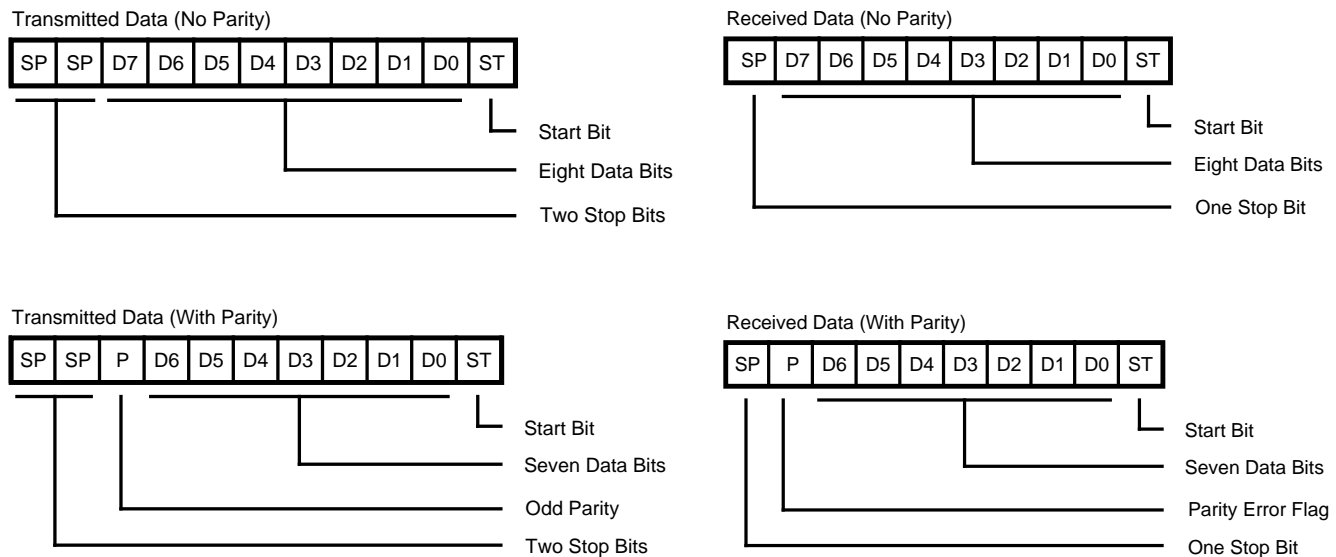 Transmitted Data (No Parity)
SP SP D7 D6 D5 D4 D3 D2 D1 D0 ST
Start Bit
Eight Data Bits
Two Stop Bits
Received Data (No Parity)
SP D7 D6 D5 D4 D3 D2 D1 D0 ST
Start Bit
Eight Data Bits
One Stop Bit
Transmitted Data (With Parity)
SP SP P D6 D5 D4 D3 D2 D1 D0 ST
Start Bit
Seven Data Bits
Odd Parity
Two Stop Bits
Received Data (With Parity)
SP P D6 D5 D4 D3 D2 D1 D0 ST
Start Bit
Seven Data Bits
Parity Error Flag
One Stop Bit